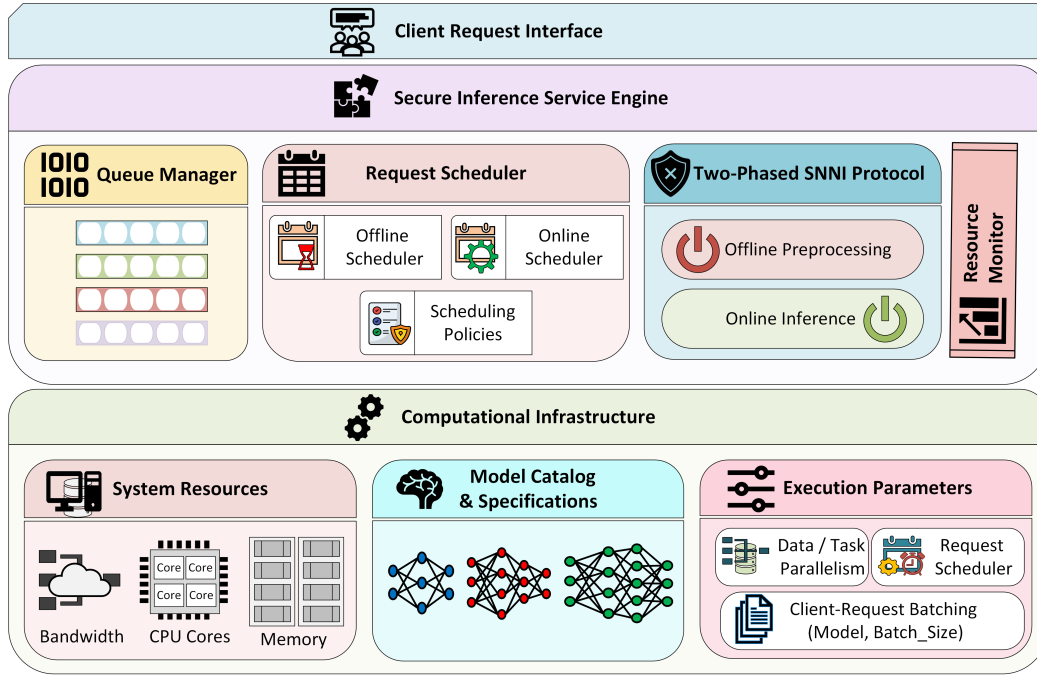 Client Request Interface
Secure Inference Service Engine
IOIO
IOIO
Queue Manager
Request Scheduler
Offline
Scheduler
Online
Scheduler
Scheduling
Policies
Two-Phased SNNI Protocol
Offline Preprocessing
Online Inference
Resource
Monitor
Computational Infrastructure
System Resources
Core Core
Core Core
Bandwidth
CPU Cores
Memory
Model Catalog
& Specifications
Execution Parameters
Data / Task
Parallelism
Request
Scheduler
Client-Request Batching
(Model, Batch_Size)